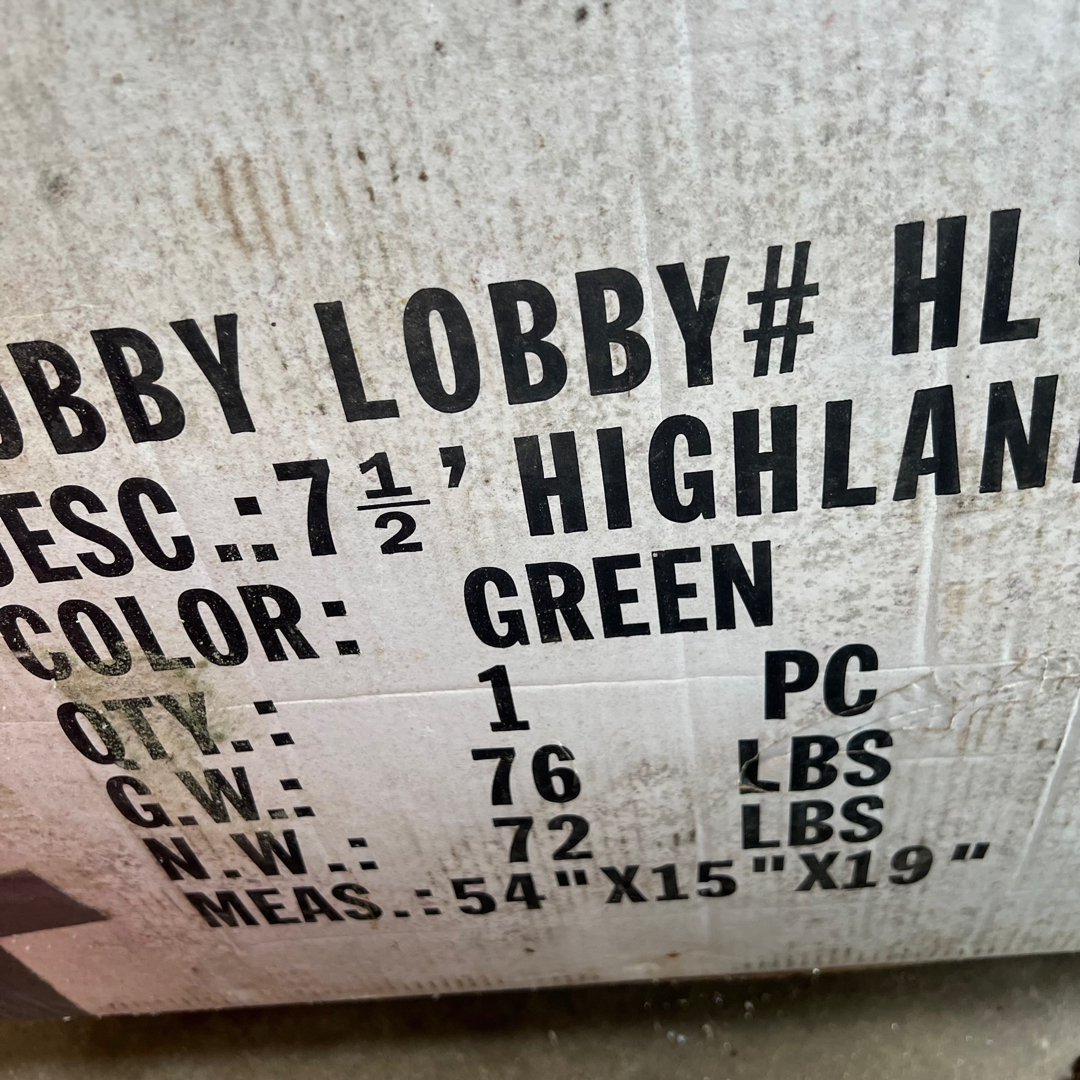 OBBY LOBBY# HL
DESC.:7½' HIGHLAN
COLOR: GREEN
QTY.: 1 PC
G.W.: 76 LBS
N.W.: 72 LBS
MEAS.:54"X15"X19"